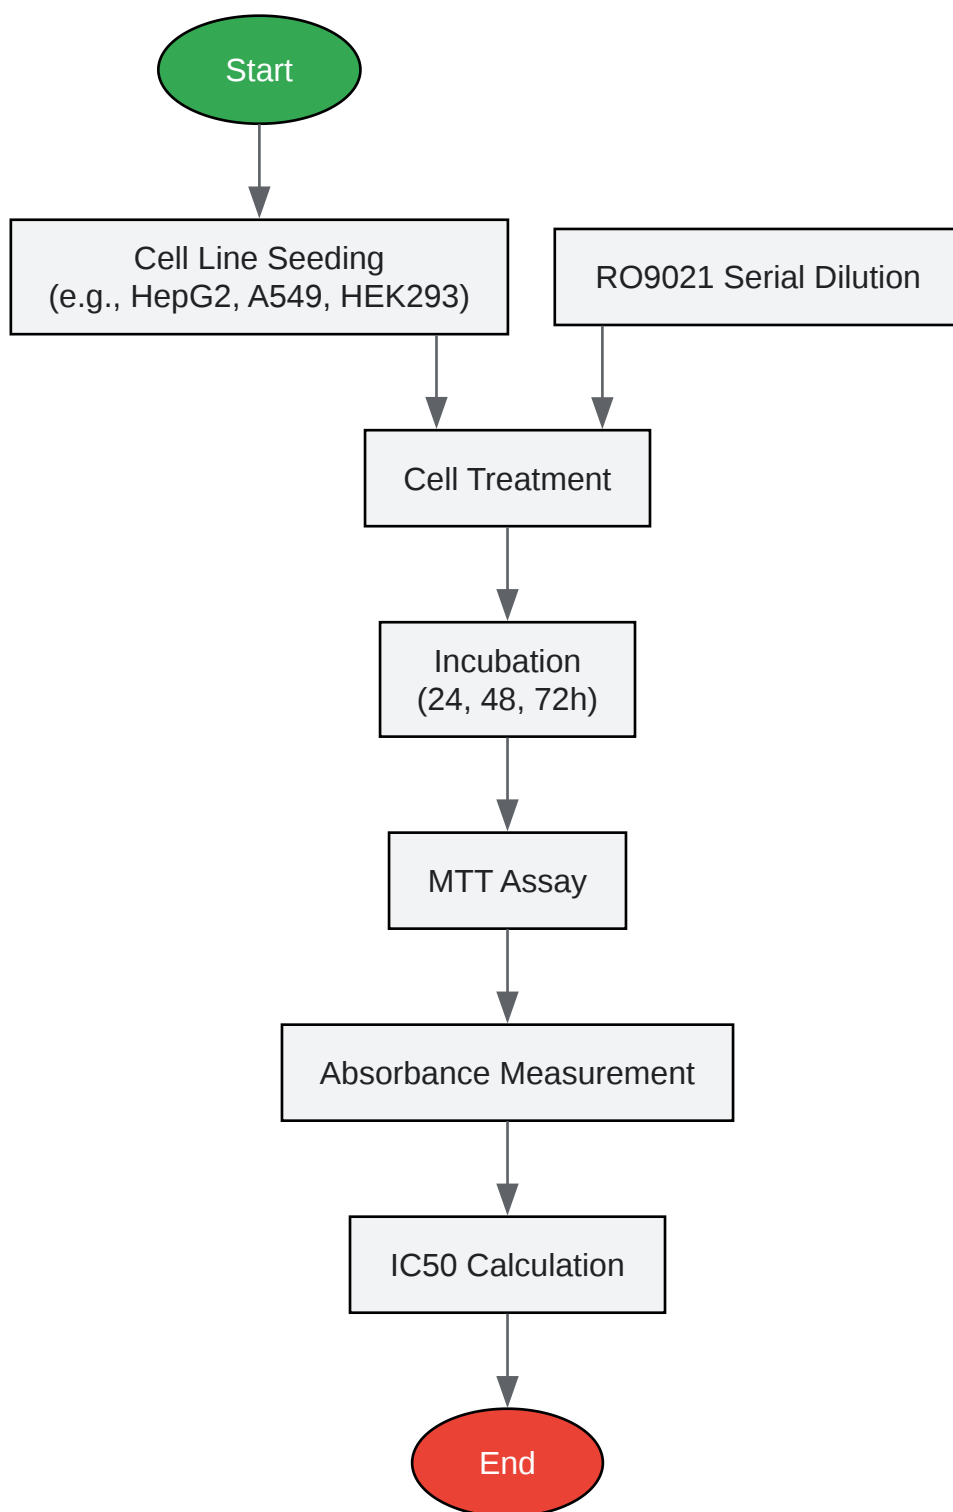 Start
Cell Line Seeding
(e.g., HepG2, A549, HEK293)
RO9021 Serial Dilution
Cell Treatment
Incubation
(24, 48, 72h)
MTT Assay
Absorbance Measurement
IC50 Calculation
End